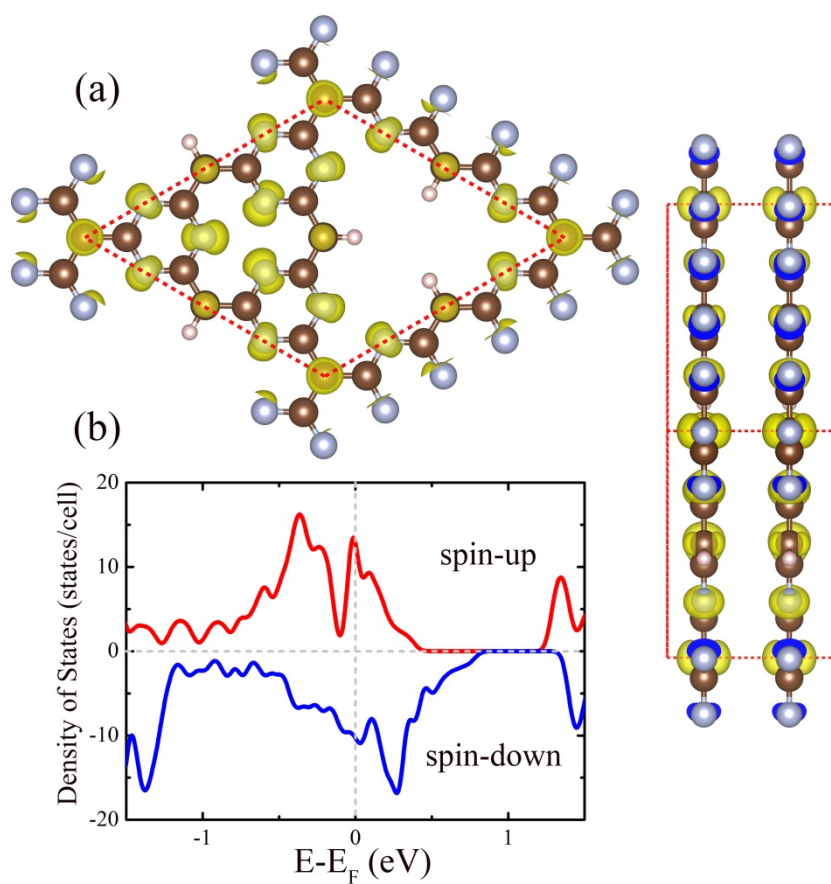 (a)
(b)
Density of States (states/cell)
20
10
0
-10
-20
spin-up
spin-down
-1
0
1
E-E_F (eV)